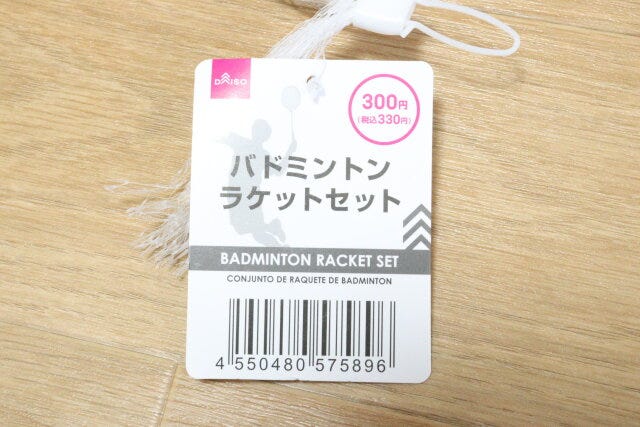 DAISO
300円
(税込330円)
バドミントン
ラケットセット
BADMINTON RACKET SET
CONJUNTO DE RAQUETE DE BADMINTON
4 550480 575896